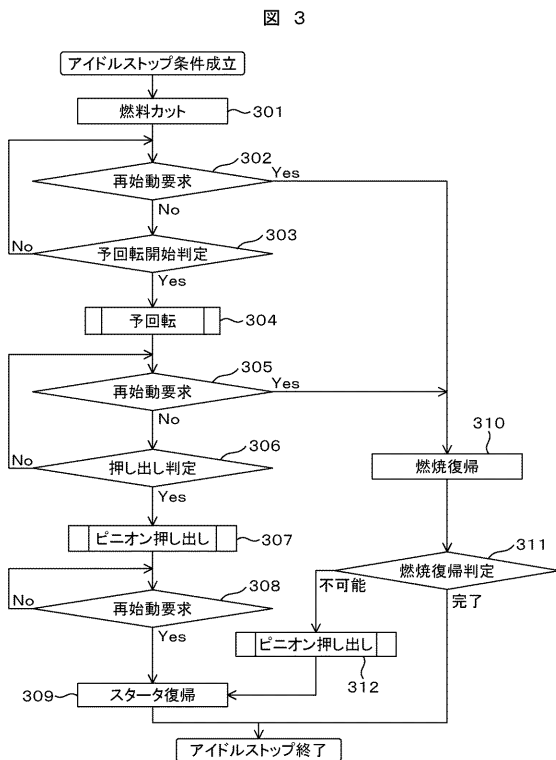 図 3
アイドルストップ条件成立
燃料カット
301
302
再始動要求
Yes
No
303
予回転開始判定
No
Yes
予回転
304
305
再始動要求
Yes
No
306
押し出し判定
No
Yes
310
燃焼復帰
ピニオン押し出し
307
311
燃焼復帰判定
不可能
完了
308
再始動要求
No
Yes
ピニオン押し出し
312
309
スタータ復帰
アイドルストップ終了